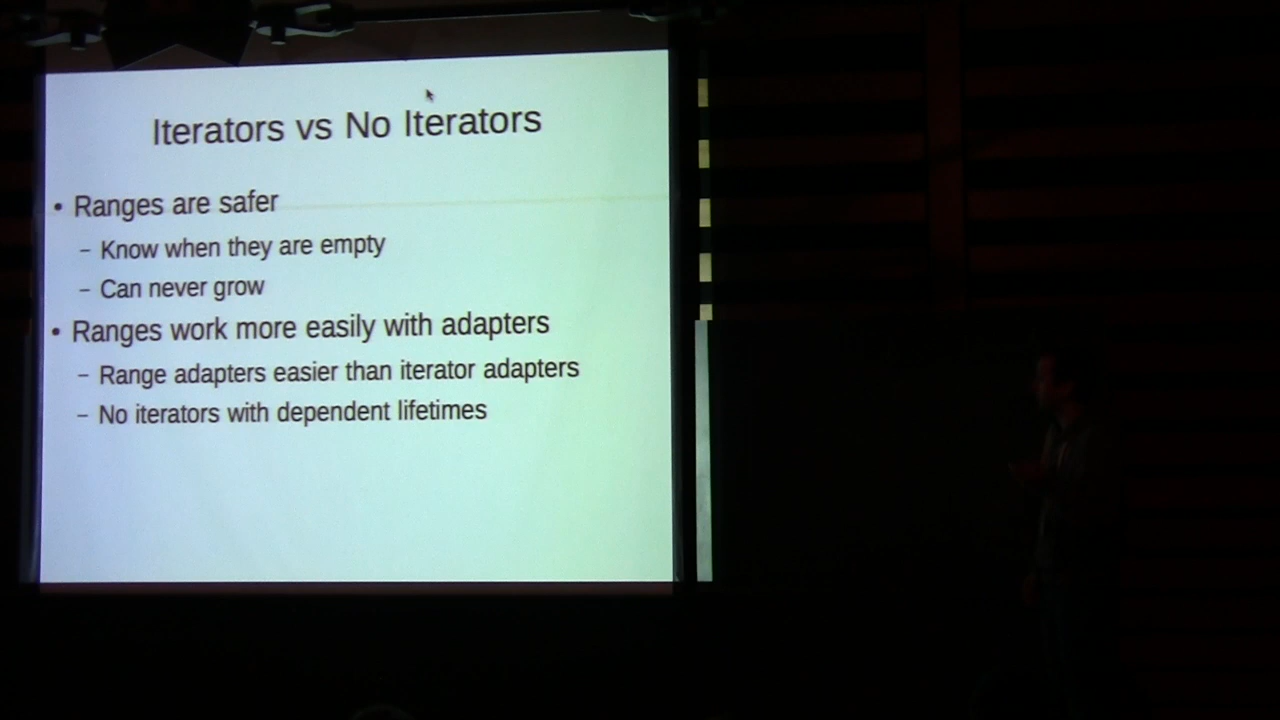 Iterators vs No Iterators
• Ranges are safer
– Know when they are empty
– Can never grow
• Ranges work more easily with adapters
– Range adapters easier than iterator adapters
– No iterators with dependent lifetimes